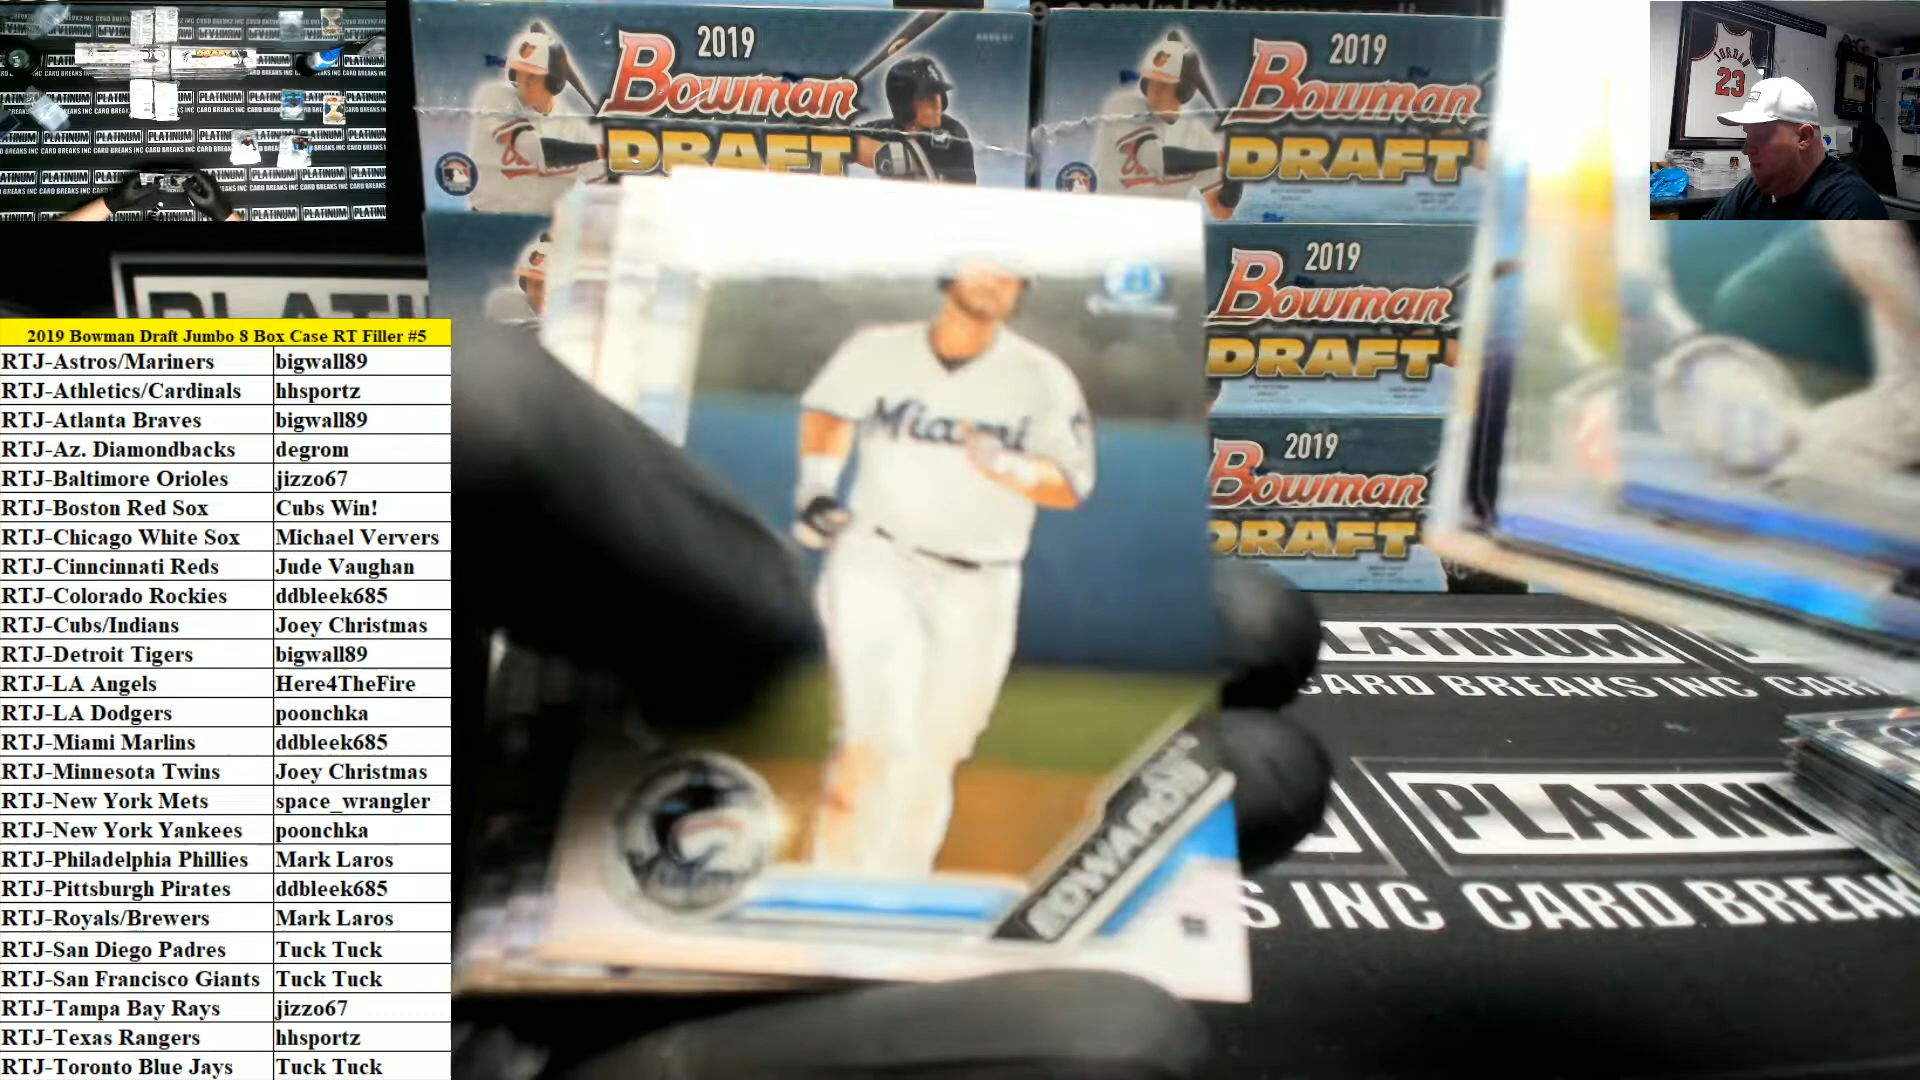 2019 Bowman Draft Jumbo 8 Box Case RT Filler #5
RTJ-Astros/Mariners bigwall89
RTJ-Athletics/Cardinals hhsportz
RTJ-Atlanta Braves bigwall89
RTJ-Az. Diamondbacks degrom
RTJ-Baltimore Orioles jizzo67
RTJ-Boston Red Sox Cubs Win!
RTJ-Chicago White Sox Michael Ververs
RTJ-Cinncinnati Reds Jude Vaughan
RTJ-Colorado Rockies ddbleek685
RTJ-Cubs/Indians Joey Christmas
RTJ-Detroit Tigers bigwall89
RTJ-LA Angels Here4TheFire
RTJ-LA Dodgers poonchka
RTJ-Miami Marlins ddbleek685
RTJ-Minnesota Twins Joey Christmas
RTJ-New York Mets space_wrangler
RTJ-New York Yankees poonchka
RTJ-Philadelphia Phillies Mark Laros
RTJ-Pittsburgh Pirates ddbleek685
RTJ-Royals/Brewers Mark Laros
RTJ-San Diego Padres Tuck Tuck
RTJ-San Francisco Giants Tuck Tuck
RTJ-Tampa Bay Rays jizzo67
RTJ-Texas Rangers hhsportz
RTJ-Toronto Blue Jays Tuck Tuck
2019
Bowman
DRAFT
2019
Bowman
DRAFT
2019
Bowman
DRAFT
2019
Bowman
DRAFT
Miami
EDWARDS
JORDAN
23
PLATINUM
CARD BREAKS INC
PLATIN
S INC CARD BREAK